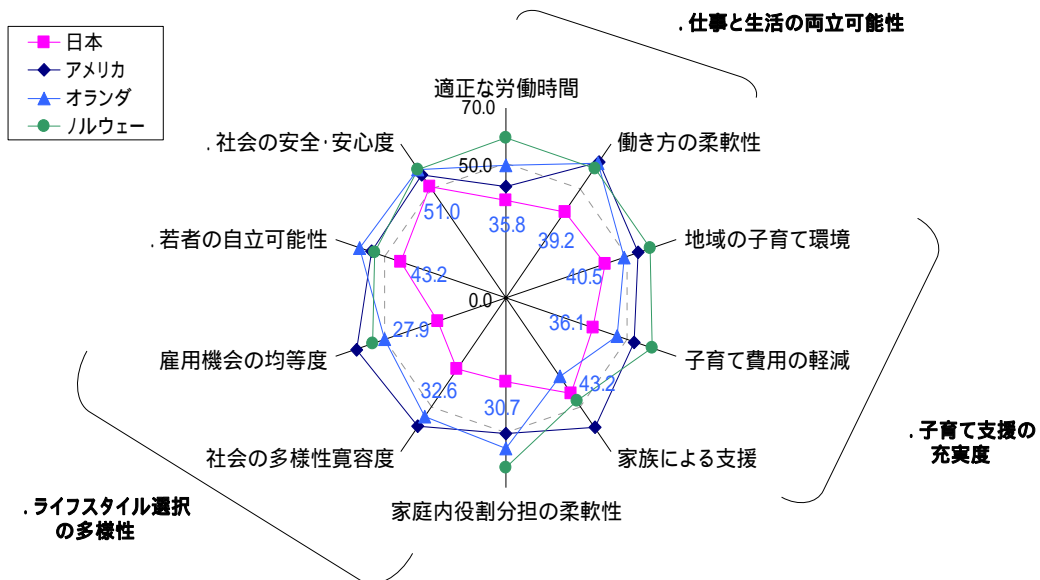 日本
アメリカ
オランダ
ノルウェー
.仕事と生活の両立可能性
適正な労働時間
70.0
.社会の安全･安心度
働き方の柔軟性
50.0
51.0
35.8
39.2
.若者の自立可能性
地域の子育て環境
43.2
40.5
0.0
27.9
36.1
雇用機会の均等度
子育て費用の軽減
32.6
30.7
43.2
.子育て支援の
充実度
社会の多様性寛容度
家族による支援
家庭内役割分担の柔軟性
.ライフスタイル選択
の多様性